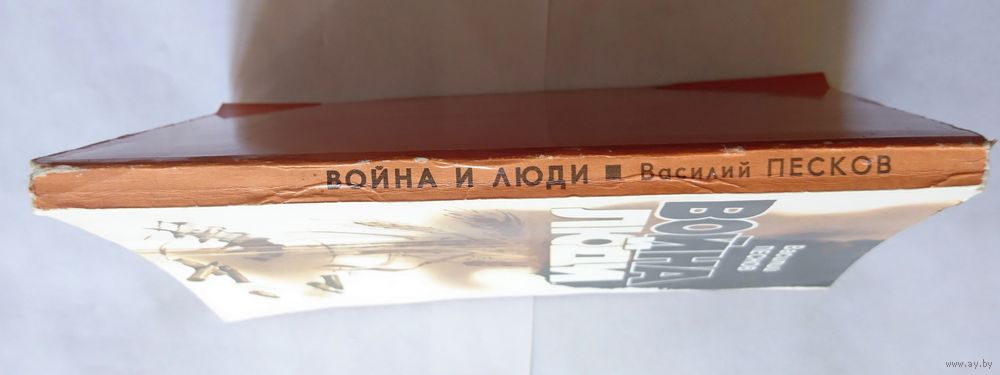 ВОЙНА И ЛЮДИ ■ Василий ПЕСКОВ
Василий
ПЕСКОВ
ВОЙНА
И
ЛЮДИ
www.ay.by